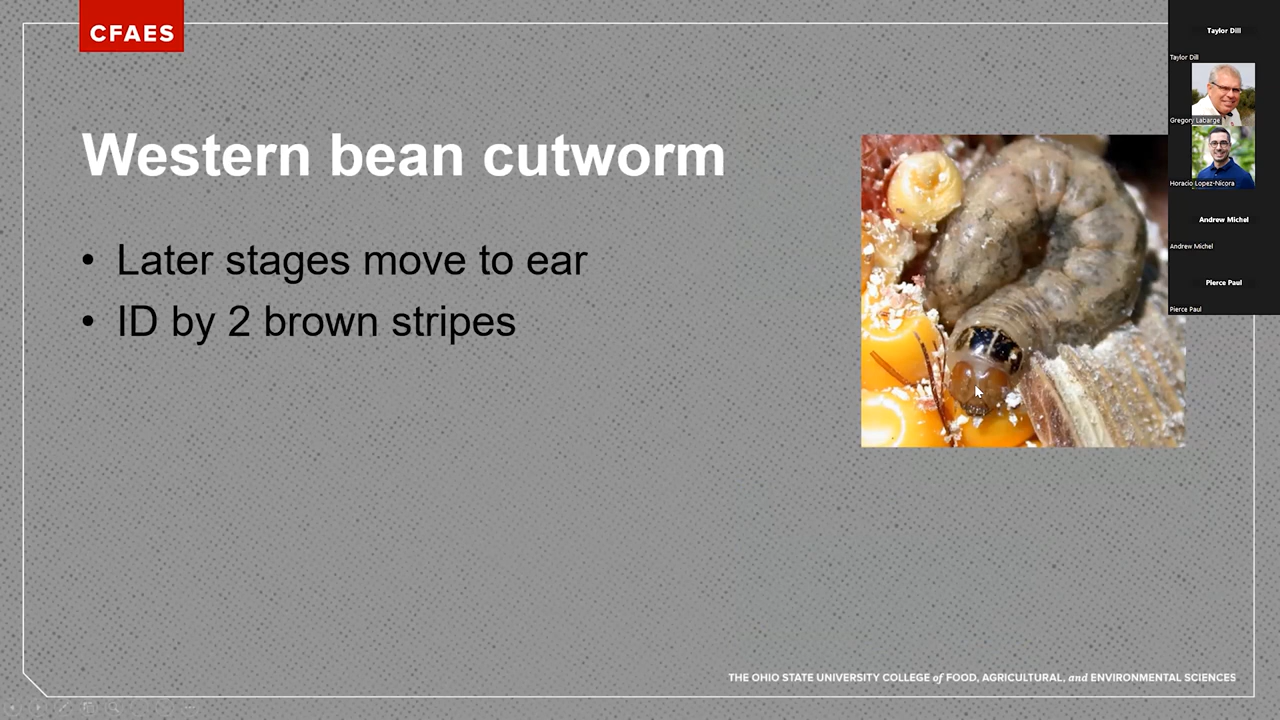 CFAES
Western bean cutworm
• Later stages move to ear
• ID by 2 brown stripes
THE OHIO STATE UNIVERSITY COLLEGE of FOOD, AGRICULTURAL, and ENVIRONMENTAL SCIENCES
Taylor Dill
Taylor Dill
Gregory Labarge
Horacio Lopez-Nicora
Andrew Michel
Andrew Michel
Pierce Paul
Pierce Paul